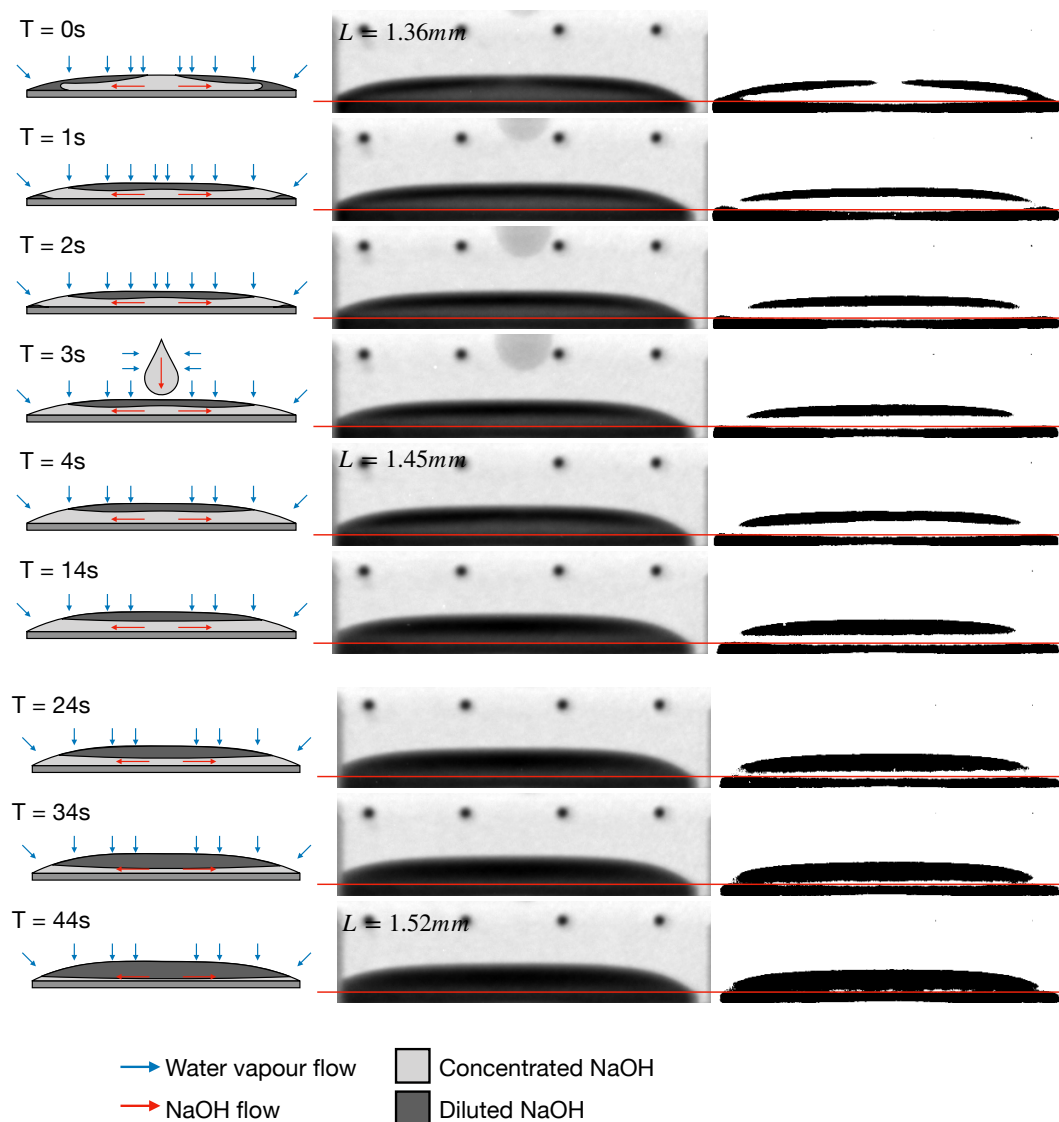 T = 0s
L = 1.36mm
T = 1s
T = 2s
T = 3s
T = 4s
L = 1.45mm
T = 14s
T = 24s
T = 34s
T = 44s
L = 1.52mm
Water vapour flow
Concentrated NaOH
NaOH flow
Diluted NaOH